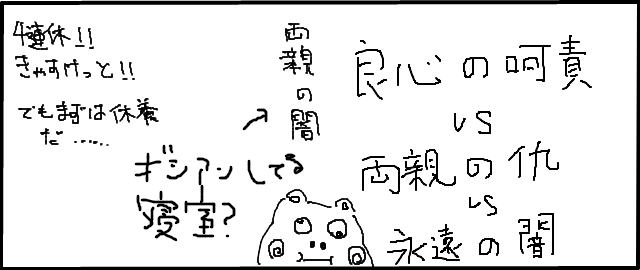 4連休!!
きゃすけっと!!
でもまずは休養
だ……
両親の闇
ギシアンしてる
寝室?
良心の呵責
vs
両親の仇
vs
永遠の闇